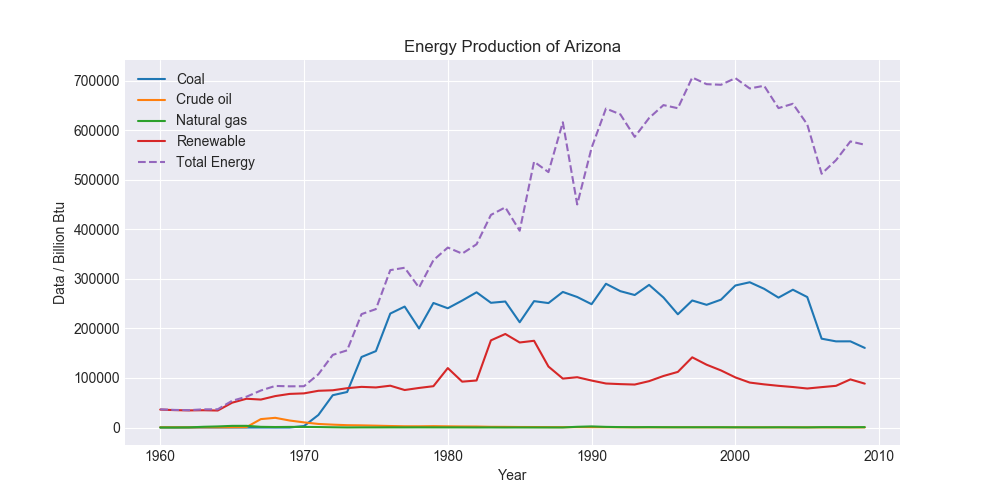 Energy Production of Arizona
Coal
Crude oil
Natural gas
Renewable
Total Energy
700000
600000
500000
400000
300000
200000
100000
0
Data / Billion Btu
1960 1970 1980 1990 2000 2010
Year